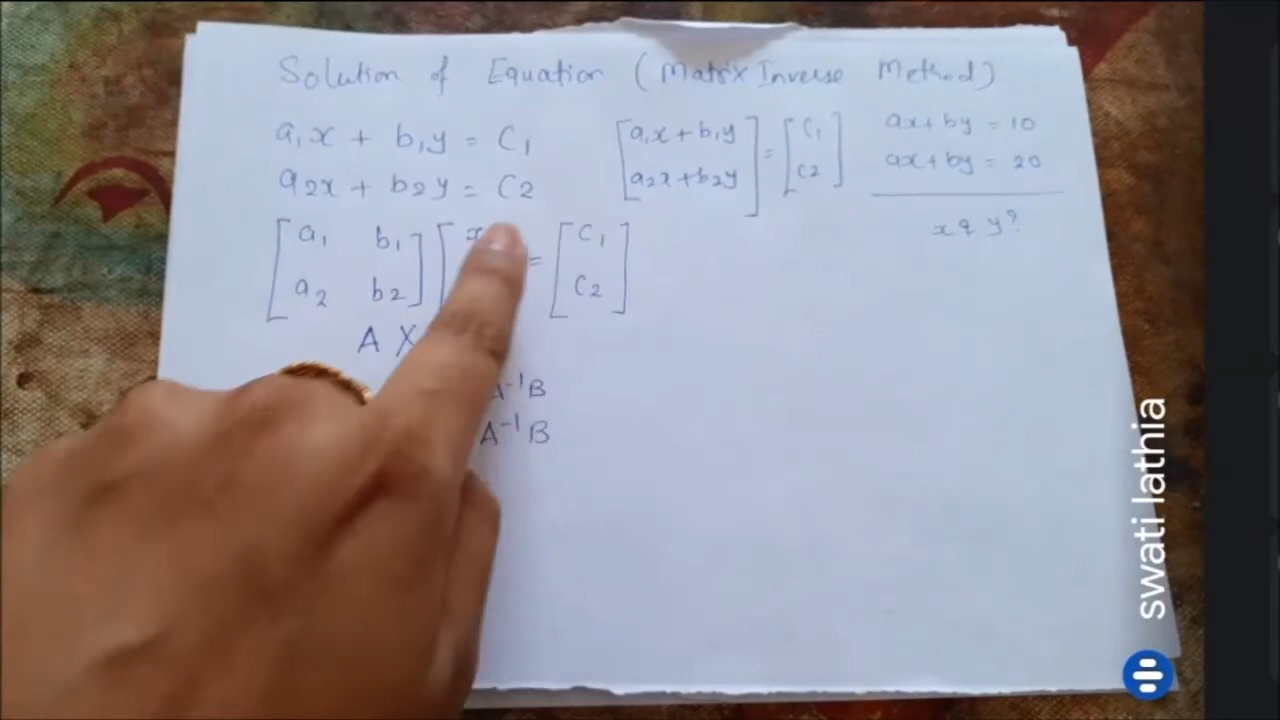 Solution of Equation (Matrix Inverse Method)
a₁x + b₁y = C₁
a₂x + b₂y = C₂
[a₁x + b₁y] = [C₁]
[a₂x + b₂y] [C₂]
ax + by = 10
ax + by = 20
x & y?
[a₁ b₁] [x = [C₁]
[a₂ b₂] [ [C₂]
A X
A⁻¹B
A⁻¹B
swati lathia